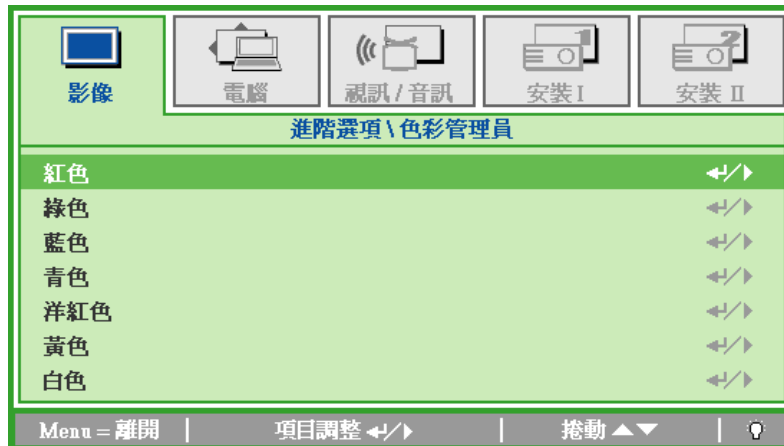 影像
電腦
視訊 / 音訊
安裝 I
安裝 II
進階選項 \ 色彩管理員
紅色
綠色
藍色
青色
洋紅色
黃色
白色
Menu = 離開
項目調整
捲動